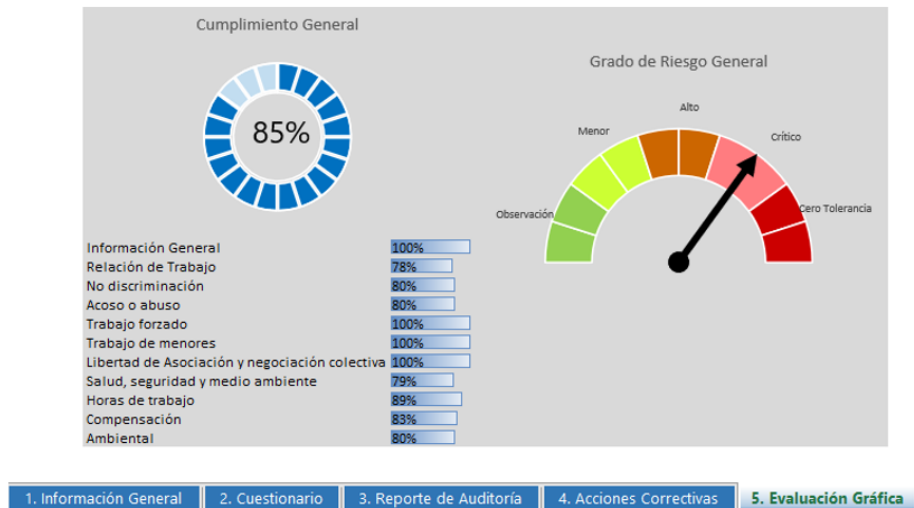 Cumplimiento General
85%
Grado de Riesgo General
Observación
Menor
Alto
Crítico
Cero Tolerancia
Información General 100%
Relación de Trabajo 78%
No discriminación 80%
Acoso o abuso 80%
Trabajo forzado 100%
Trabajo de menores 100%
Libertad de Asociación y negociación colectiva 100%
Salud, seguridad y medio ambiente 79%
Horas de trabajo 89%
Compensación 83%
Ambiental 80%
1. Información General 2. Cuestionario 3. Reporte de Auditoría 4. Acciones Correctivas 5. Evaluación Gráfica